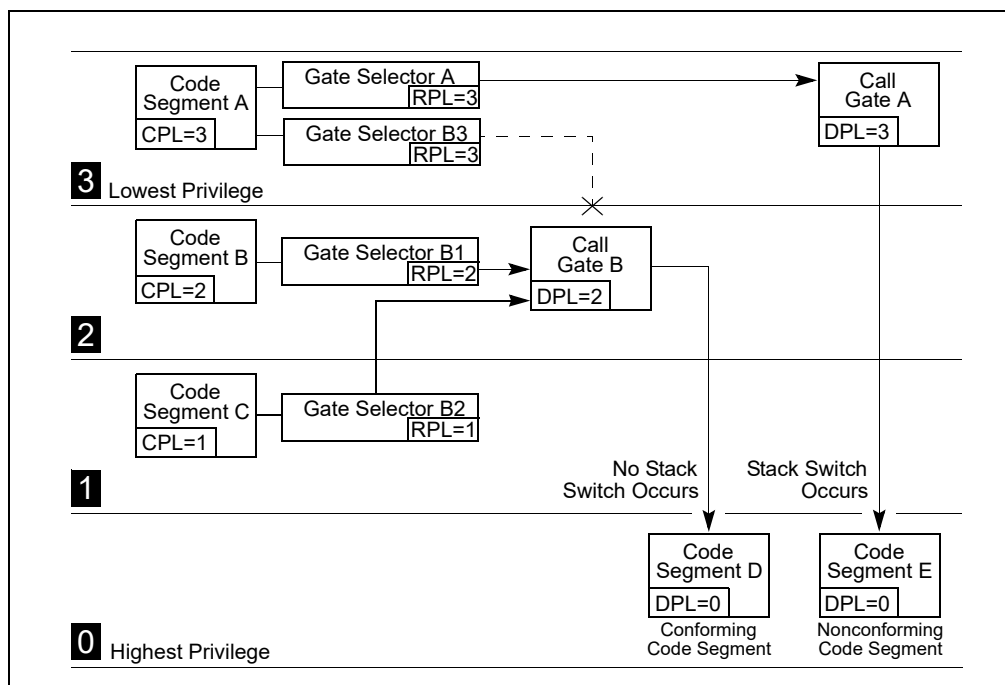 Code
Segment A
CPL=3
Gate Selector A
RPL=3
Gate Selector B3
RPL=3
Call
Gate A
DPL=3
3 Lowest Privilege
Code
Segment B
CPL=2
Gate Selector B1
RPL=2
Call
Gate B
DPL=2
2
Code
Segment C
CPL=1
Gate Selector B2
RPL=1
No Stack
Switch Occurs
Stack Switch
Occurs
1
Code
Segment D
DPL=0
Conforming
Code Segment
Code
Segment E
DPL=0
Nonconforming
Code Segment
0 Highest Privilege